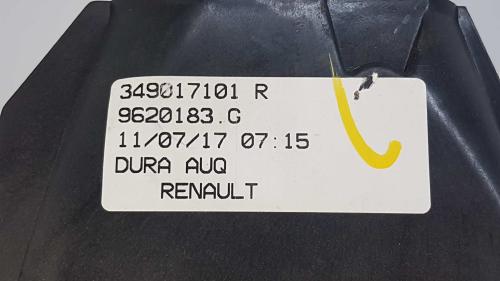 349017101 R
9620183.G
11/07/17 07:15
DURA AUQ
RENAULT